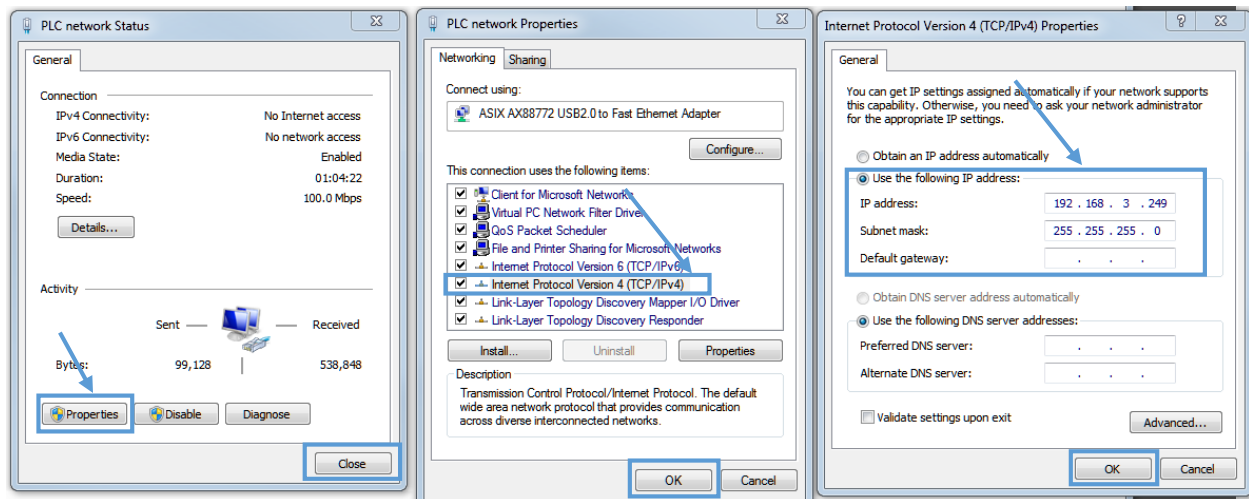 PLC network Status
General
Connection
IPv4 Connectivity: No Internet access
IPv6 Connectivity: No network access
Media State: Enabled
Duration: 01:04:22
Speed: 100.0 Mbps
Details...
Activity
Sent Received
Bytes: 99,128 538,848
Properties Disable Diagnose
Close
PLC network Properties
Networking Sharing
Connect using:
ASIX AX88772 USB2.0 to Fast Ethernet Adapter
Configure...
This connection uses the following items:
Client for Microsoft Networks
Virtual PC Network Filter Driver
QoS Packet Scheduler
File and Printer Sharing for Microsoft Networks
Internet Protocol Version 6 (TCP/IPv6)
Internet Protocol Version 4 (TCP/IPv4)
Link-Layer Topology Discovery Mapper I/O Driver
Link-Layer Topology Discovery Responder
Install... Uninstall Properties
Description
Transmission Control Protocol/Internet Protocol. The default
wide area network protocol that provides communication
across diverse interconnected networks.
OK Cancel
Internet Protocol Version 4 (TCP/IPv4) Properties
General
You can get IP settings assigned automatically if your network supports
this capability. Otherwise, you need to ask your network administrator
for the appropriate IP settings.
Obtain an IP address automatically
Use the following IP address:
IP address: 192 . 168 . 3 . 249
Subnet mask: 255 . 255 . 255 . 0
Default gateway: . . .
Obtain DNS server address automatically
Use the following DNS server addresses:
Preferred DNS server: . . .
Alternate DNS server: . . .
Validate settings upon exit Advanced...
OK Cancel